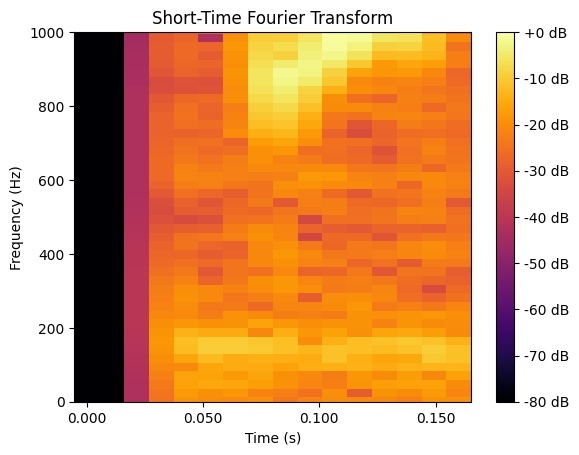 Short-Time Fourier Transform
Frequency (Hz)
1000
800
600
400
200
0
0.000
0.050
0.100
0.150
Time (s)
+0 dB
-10 dB
-20 dB
-30 dB
-40 dB
-50 dB
-60 dB
-70 dB
-80 dB